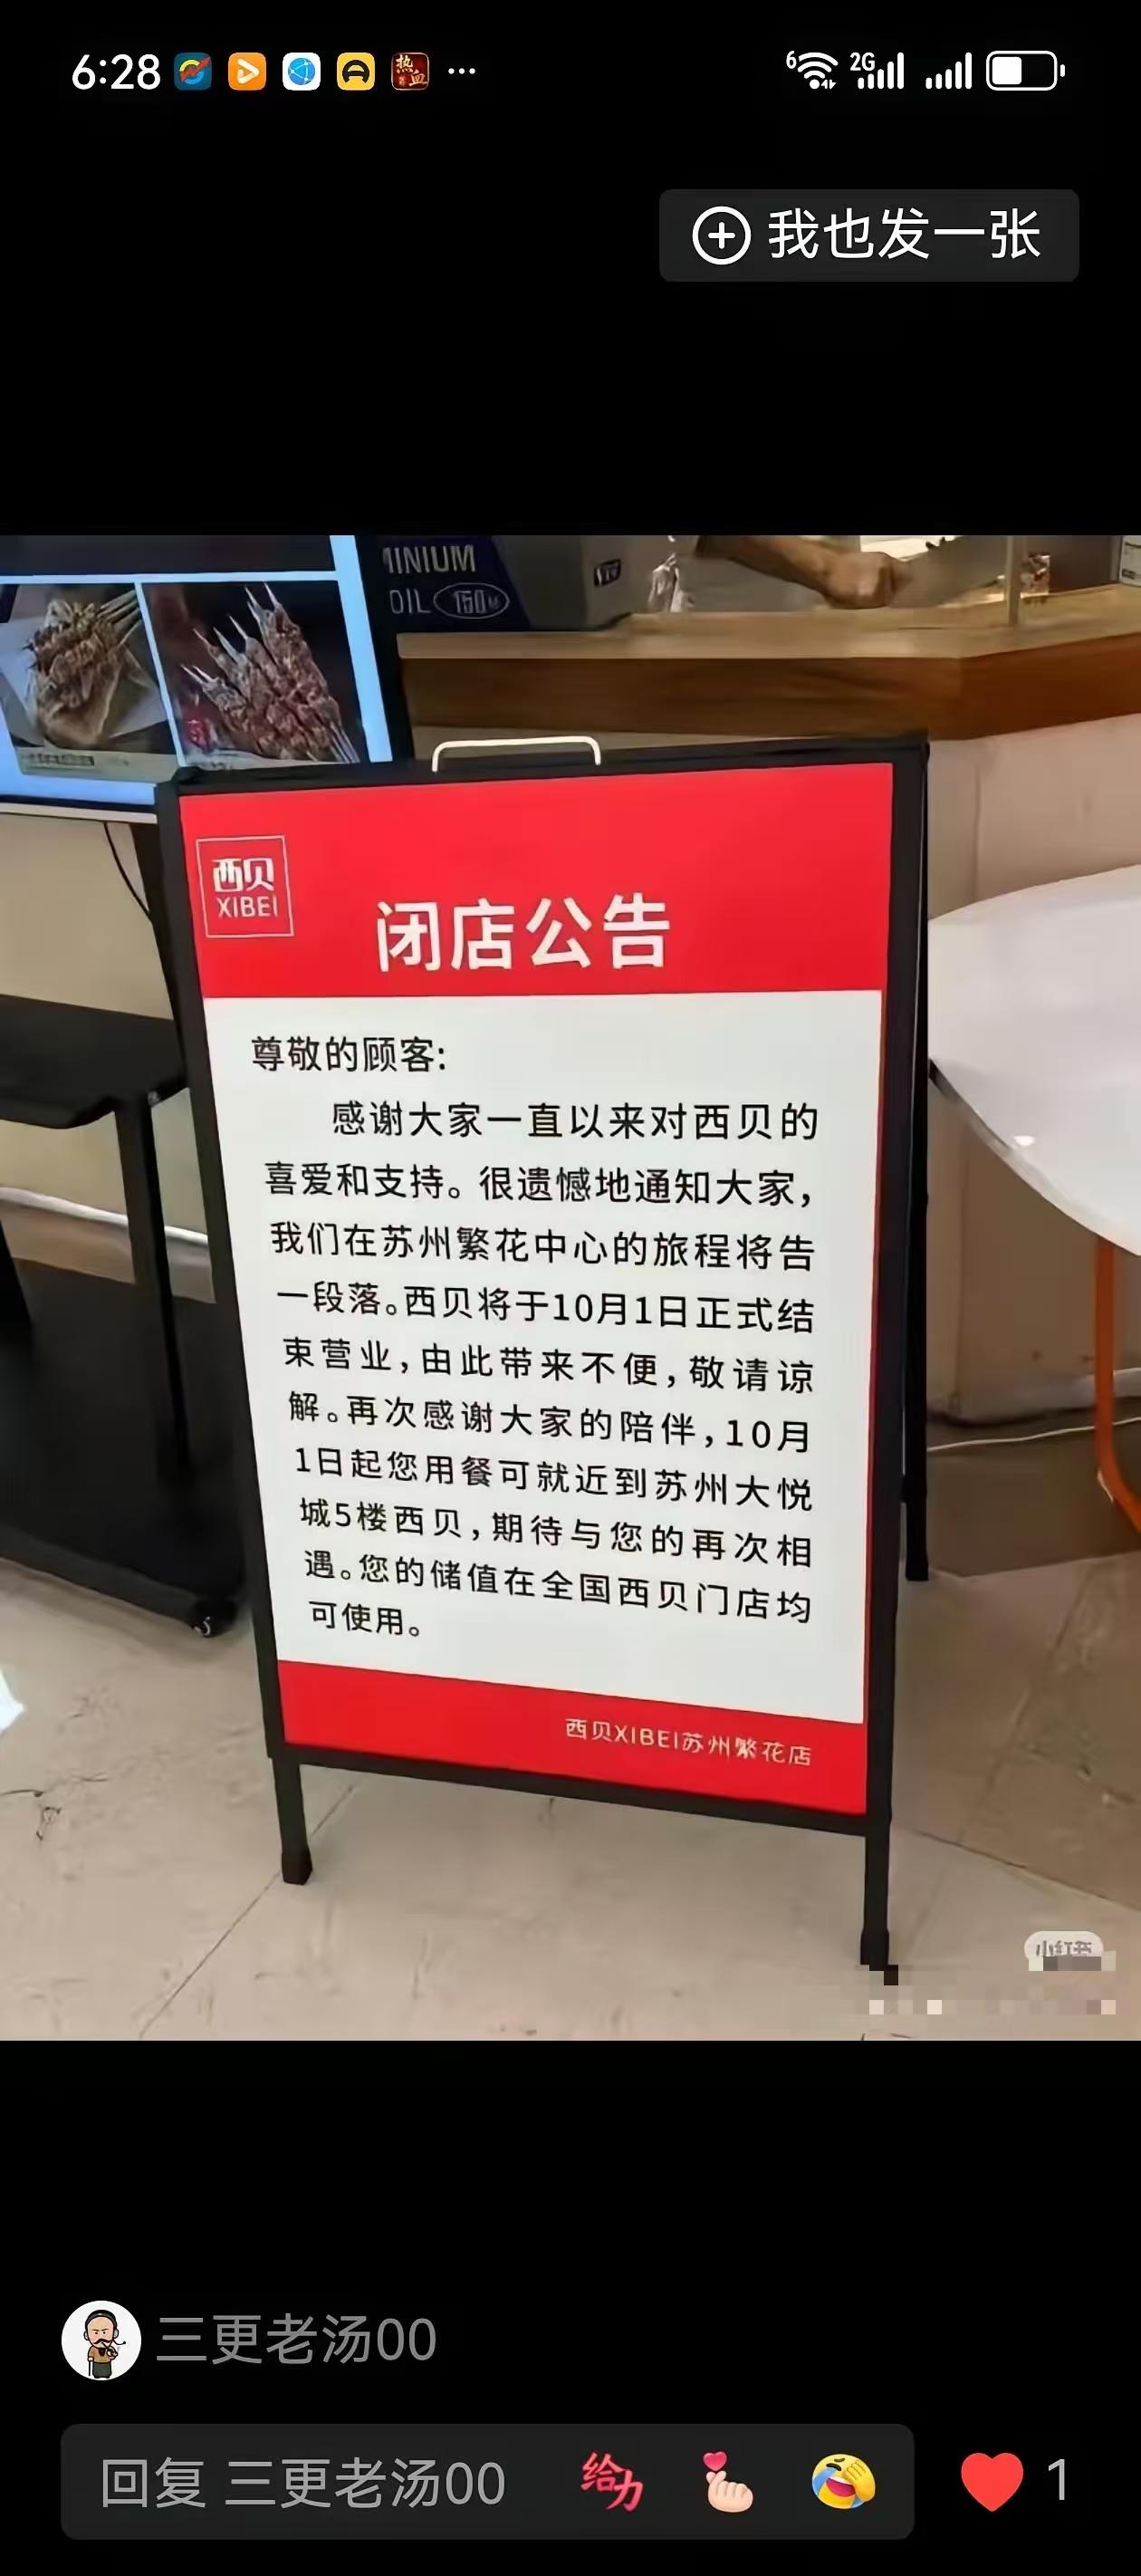 6:28
热血
6
2G
我也发一张
MINIUM
OIL 150
西贝
XIBEI
闭店公告
尊敬的顾客:
感谢大家一直以来对西贝的
喜爱和支持。很遗憾地通知大家,
我们在苏州繁花中心的旅程将告
一段落。西贝将于10月1日正式结
束营业,由此带来不便,敬请谅
解。再次感谢大家的陪伴,10月
1日起您用餐可就近到苏州大悦
城5楼西贝,期待与您的再次相
遇。您的储值在全国西贝门店均
可使用。
西贝XIBEI苏州繁花店
小红书
三更老汤00
回复 三更老汤00
给力
1